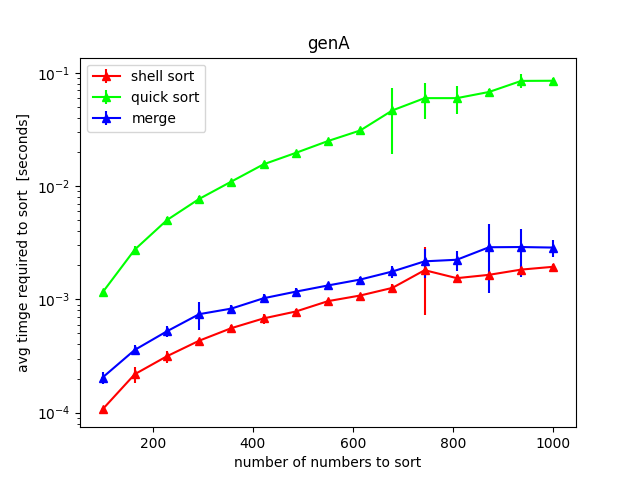 genA
shell sort
quick sort
merge
avg timge required to sort [seconds]
10⁻¹
10⁻²
10⁻³
10⁻⁴
200 400 600 800 1000
number of numbers to sort